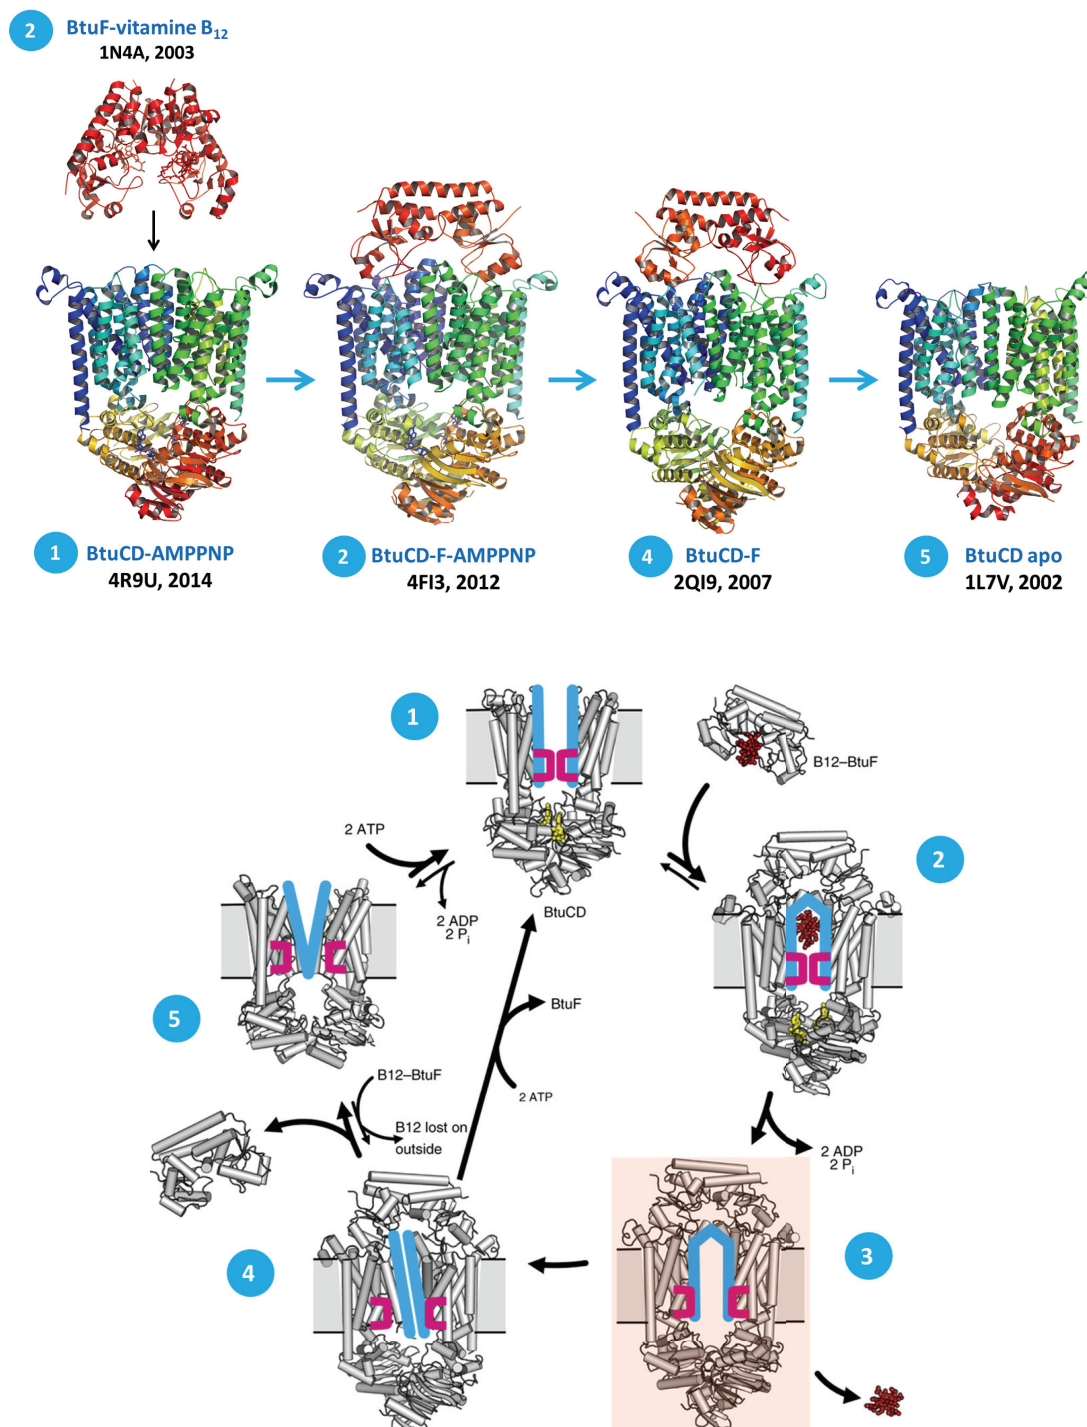 2 BtuF-vitamine B12
1N4A, 2003
1 BtuCD-AMPPNP
4R9U, 2014
2 BtuCD-F-AMPPNP
4FI3, 2012
4 BtuCD-F
2QI9, 2007
5 BtuCD apo
1L7V, 2002
1
B12–BtuF
2 ATP
2
2 ADP
2 Pi
BtuCD
5
BtuF
B12–BtuF
2 ATP
B12 lost on
outside
2 ADP
2 Pi
4
3